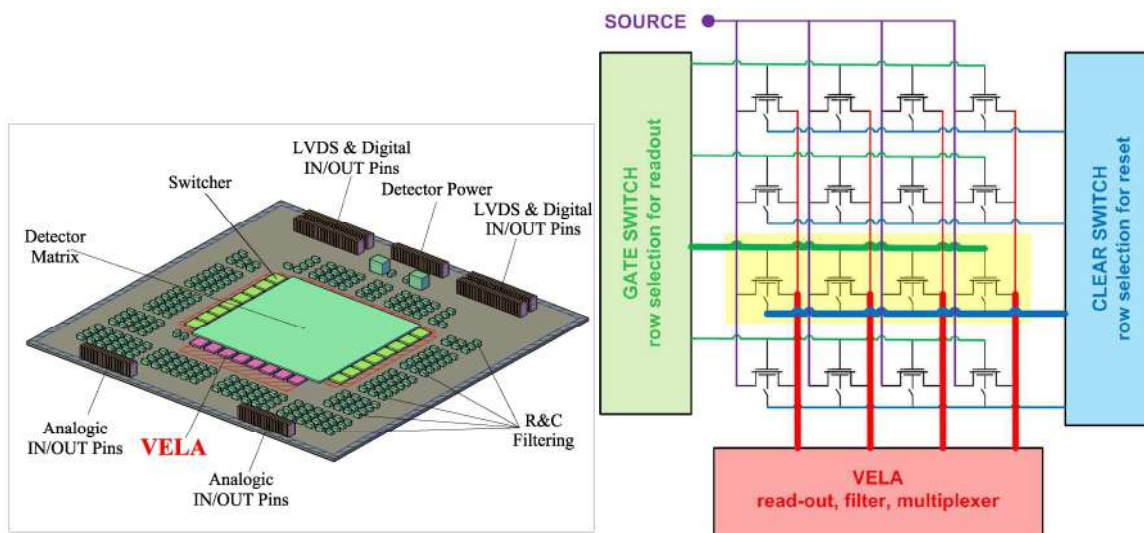 LVDS & Digital
IN/OUT Pins
Switcher
Detector Power
LVDS & Digital
IN/OUT Pins
Detector
Matrix
Analogic
IN/OUT Pins
VELA
Analogic
IN/OUT Pins
R&C
Filtering
SOURCE
GATE SWITCH
row selection for readout
CLEAR SWITCH
row selection for reset
VELA
read-out, filter, multiplexer